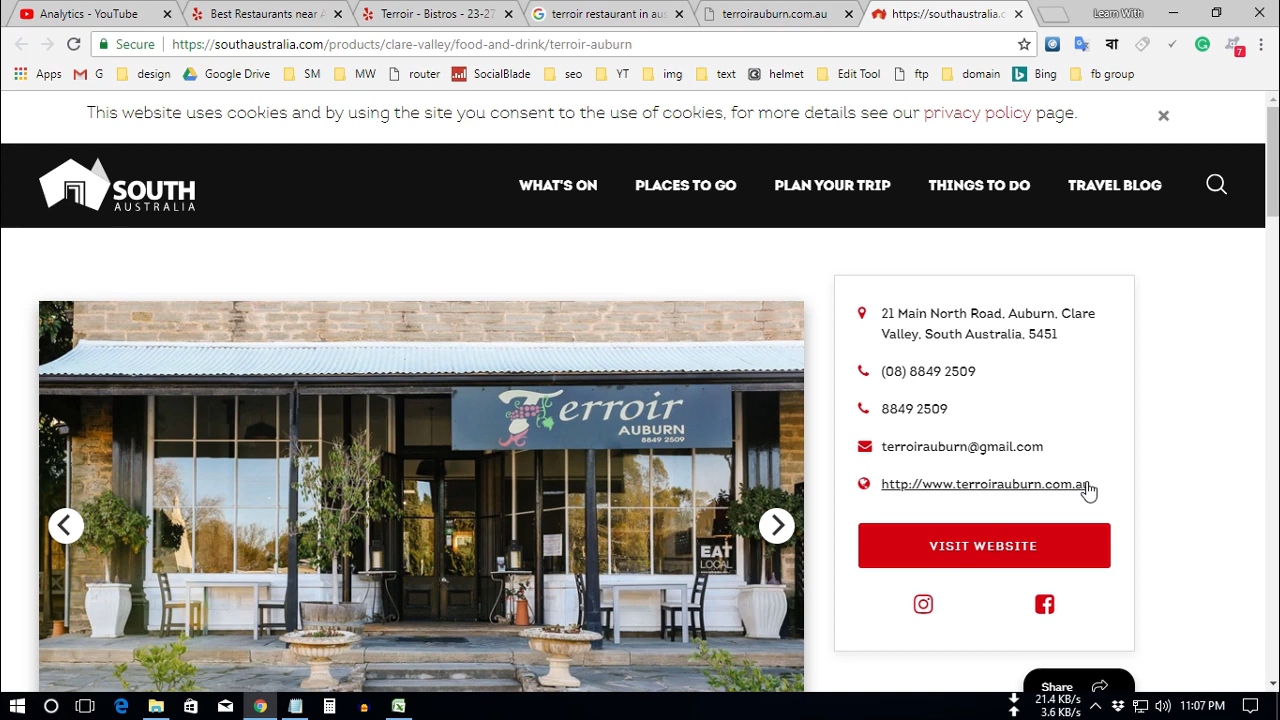 Analytics - YouTube
Best Restaurants near A
Terroir - Bistros - 23-27
terroir restaurant in aus
terroirauburn.com.au
https://southaustralia.c
Learn With
Secure
https://southaustralia.com/products/clare-valley/food-and-drink/terroir-auburn
বা
7
Apps
G
design
Google Drive
SM
MW
router
SocialBlade
seo
YT
img
text
helmet
Edit Tool
ftp
domain
Bing
fb group
This website uses cookies and by using the site you consent to the use of cookies, for more details see our privacy policy page.
SOUTH
AUSTRALIA
WHAT'S ON
PLACES TO GO
PLAN YOUR TRIP
THINGS TO DO
TRAVEL BLOG
Terroir
AUBURN
8849 2509
EAT
LOCAL
21 Main North Road, Auburn, Clare
Valley, South Australia, 5451
(08) 8849 2509
8849 2509
terroirauburn@gmail.com
http://www.terroirauburn.com.au
VISIT WEBSITE
Share
21.4 KB/s
3.6 KB/s
11:07 PM